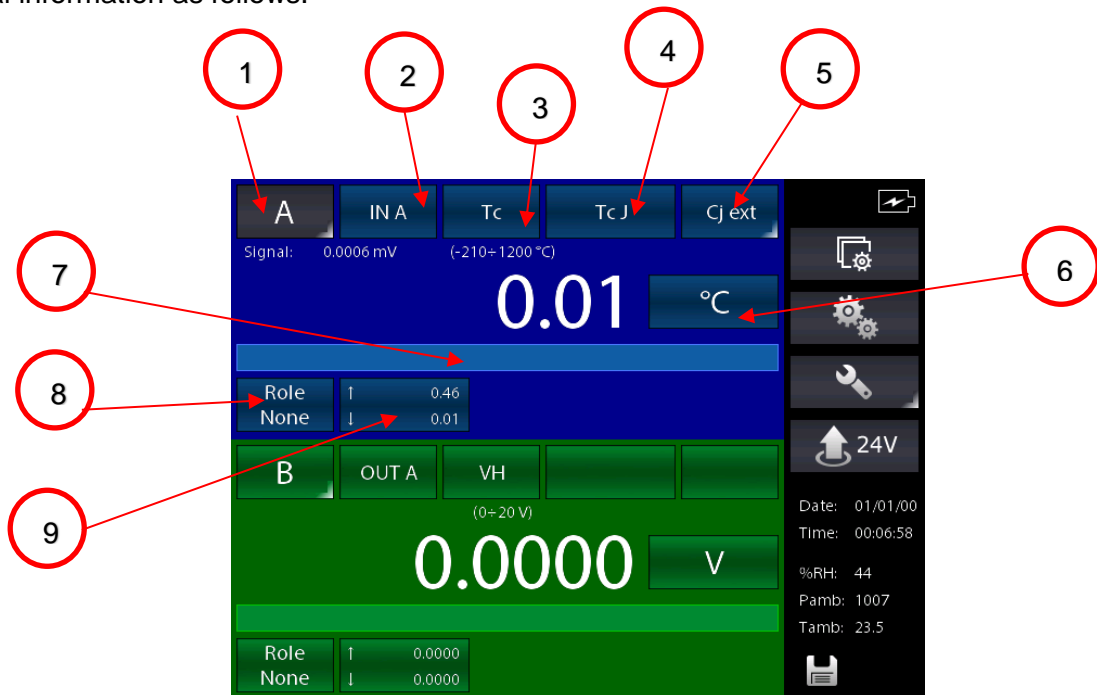 al information as follows:
1
2
3
4
5
6
7
8
9
A IN A Tc Tc J Cj ext
Signal: 0.0006 mV (-210÷1200 °C)
0.01 °C
Role
None
↑ 0.46
↓ 0.01
24V
B OUT A VH
(0÷20 V)
0.0000 V
Role
None
↑ 0.0000
↓ 0.0000
Date: 01/01/00
Time: 00:06:58
%RH: 44
Pamb: 1007
Tamb: 23.5